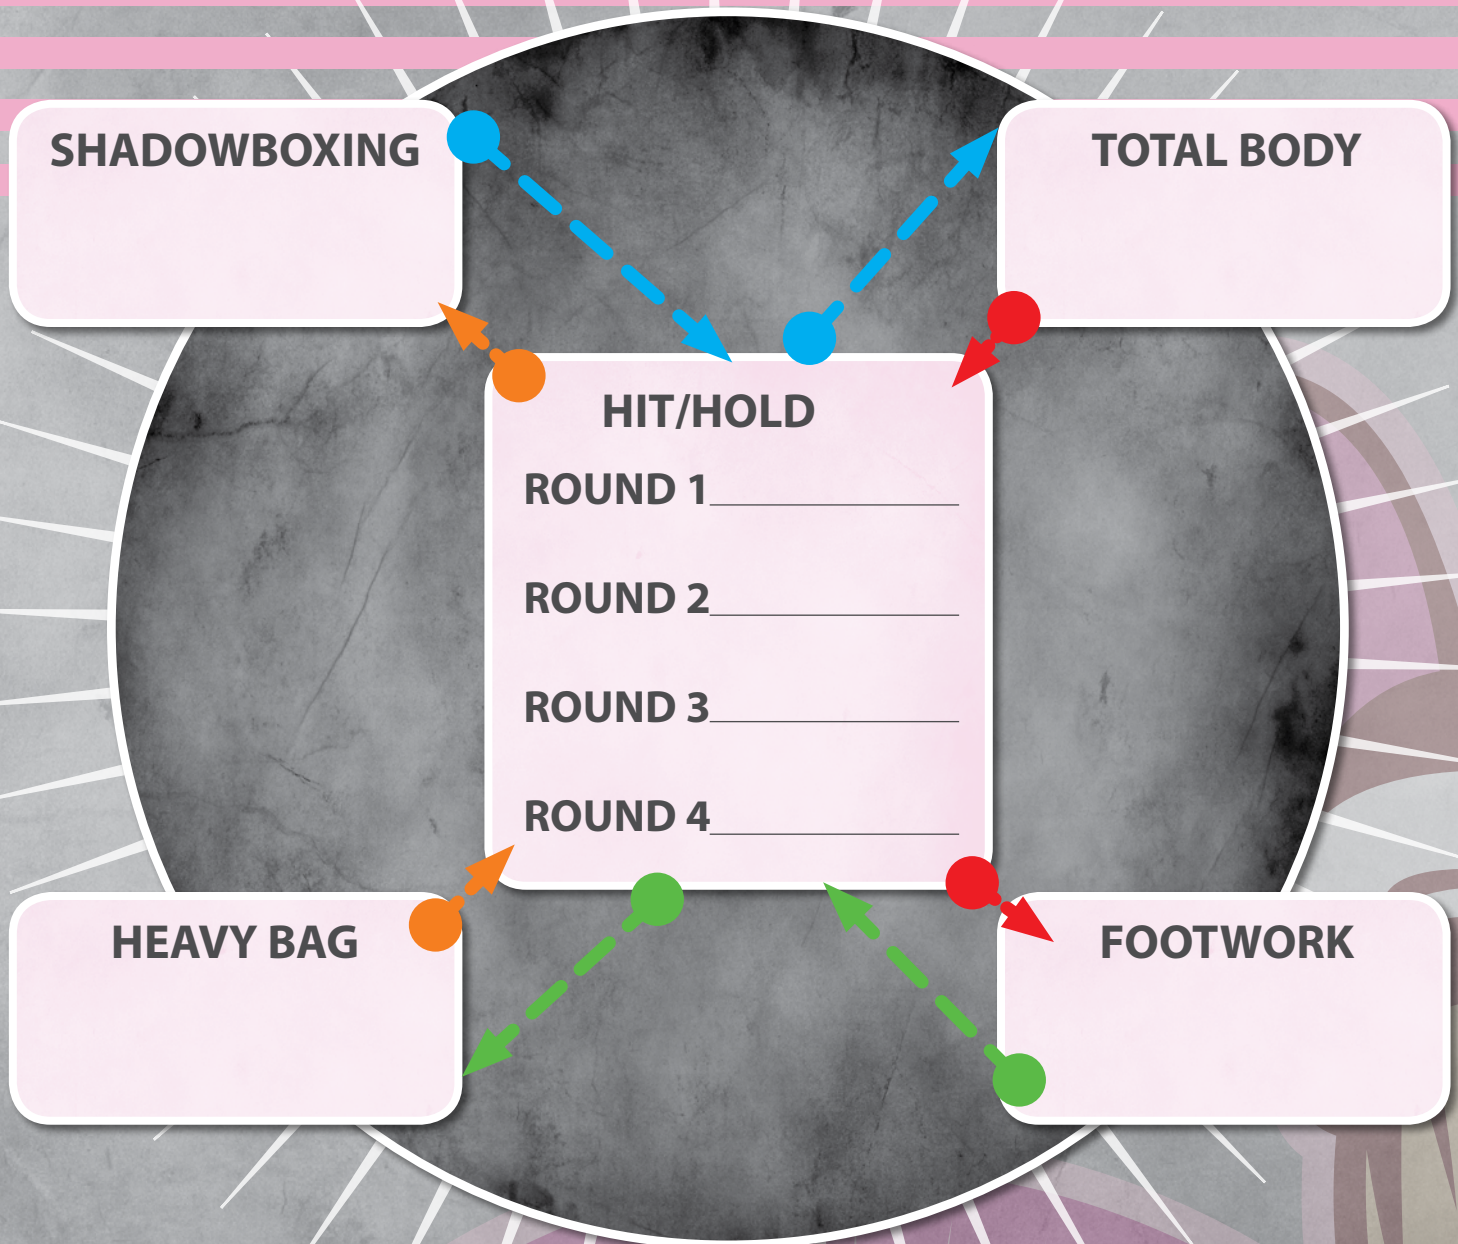 SHADOWBOXING
TOTAL BODY
HIT/HOLD
ROUND 1
ROUND 2
ROUND 3
ROUND 4
HEAVY BAG
FOOTWORK